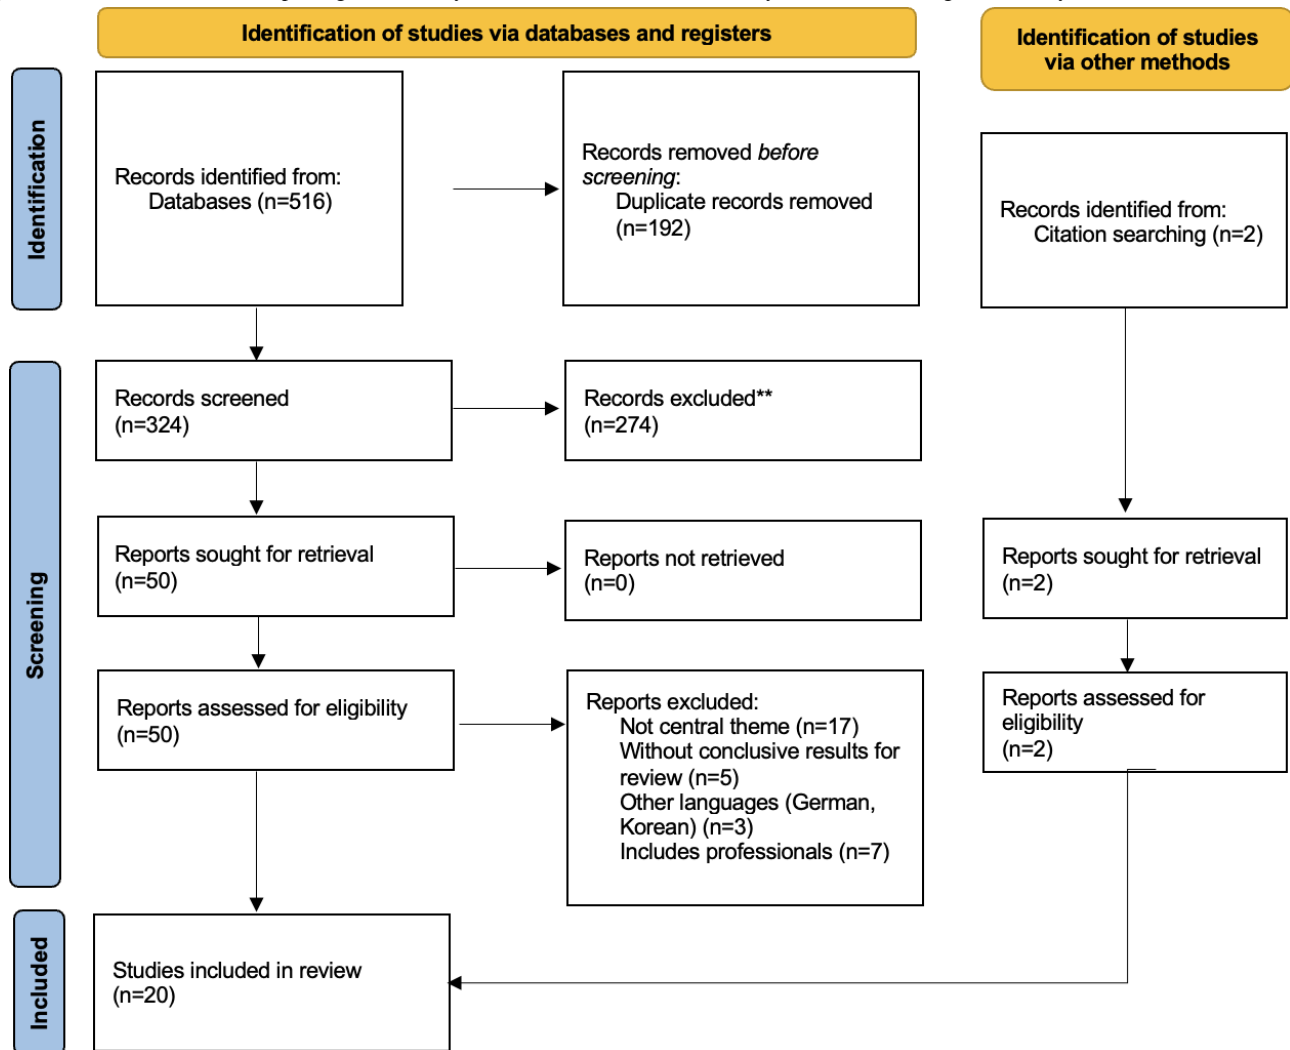 Identification of studies via databases and registers
Identification of studies
via other methods
Identification
Records identified from:
Databases (n=516)
Records removed before
screening:
Duplicate records removed
(n=192)
Records identified from:
Citation searching (n=2)
Screening
Records screened
(n=324)
Records excluded**
(n=274)
Reports sought for retrieval
(n=50)
Reports not retrieved
(n=0)
Reports sought for retrieval
(n=2)
Reports assessed for eligibility
(n=50)
Reports excluded:
Not central theme (n=17)
Without conclusive results for
review (n=5)
Other languages (German,
Korean) (n=3)
Includes professionals (n=7)
Reports assessed for
eligibility
(n=2)
Included
Studies included in review
(n=20)